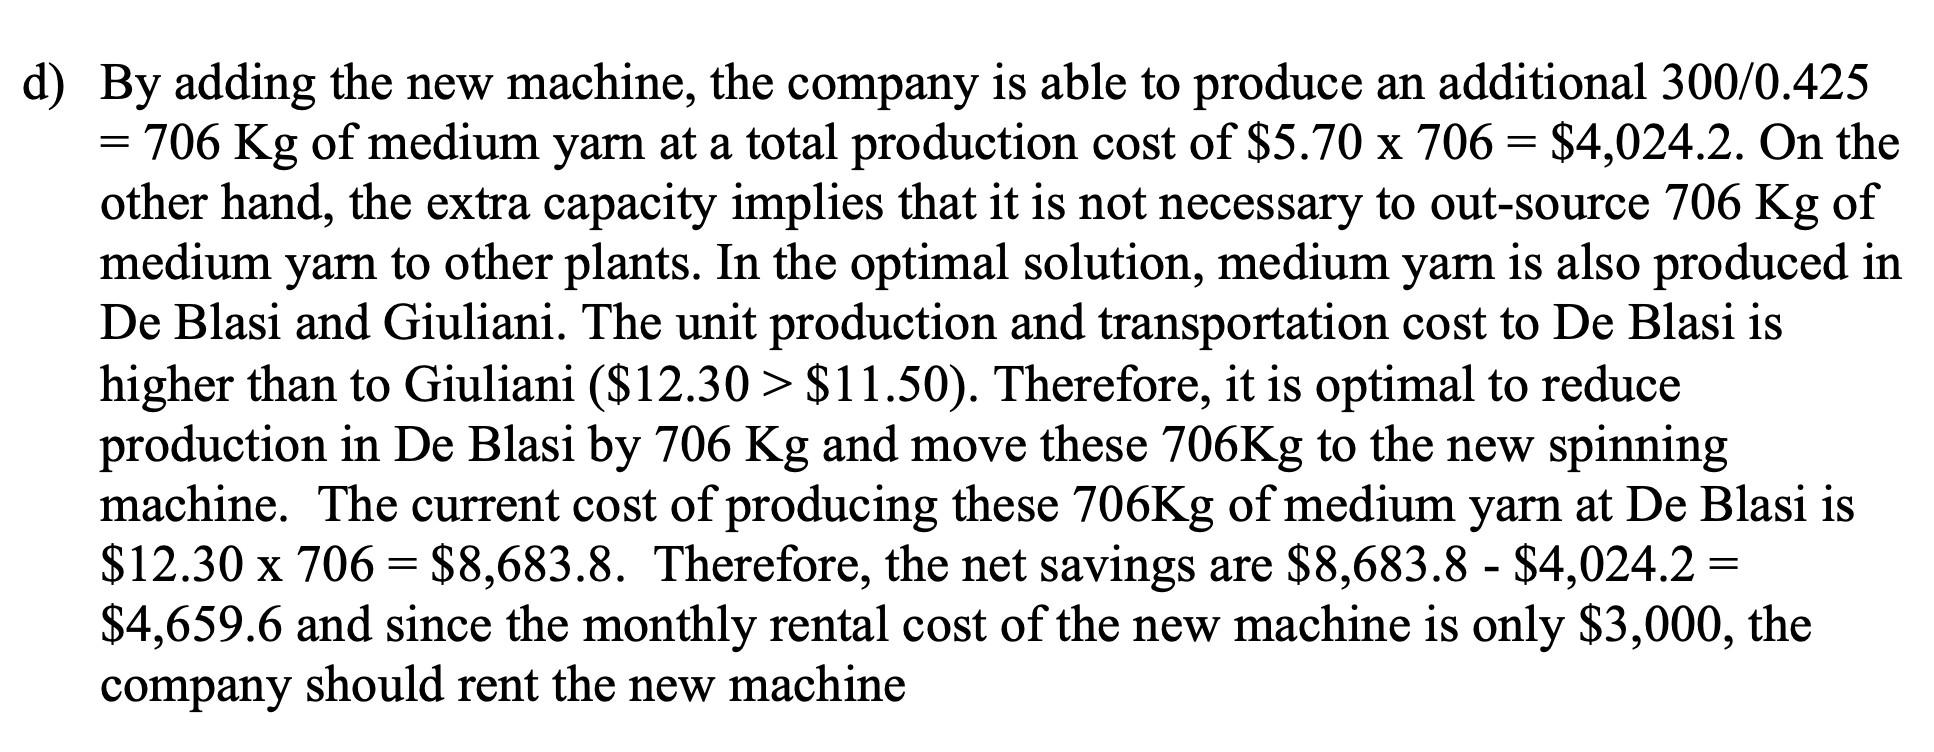 d) By adding the new machine, the company is able to produce an additional 300/0.425
= 706 Kg of medium yarn at a total production cost of $5.70 x 706 = $4,024.2. On the
other hand, the extra capacity implies that it is not necessary to out-source 706 Kg of
medium yarn to other plants. In the optimal solution, medium yarn is also produced in
De Blasi and Giuliani. The unit production and transportation cost to De Blasi is
higher than to Giuliani ($12.30 > $11.50). Therefore, it is optimal to reduce
production in De Blasi by 706 Kg and move these 706Kg to the new spinning
machine.  The current cost of producing these 706Kg of medium yarn at De Blasi is
$12.30 x 706 = $8,683.8.  Therefore, the net savings are $8,683.8 - $4,024.2 =
$4,659.6 and since the monthly rental cost of the new machine is only $3,000, the
company should rent the new machine